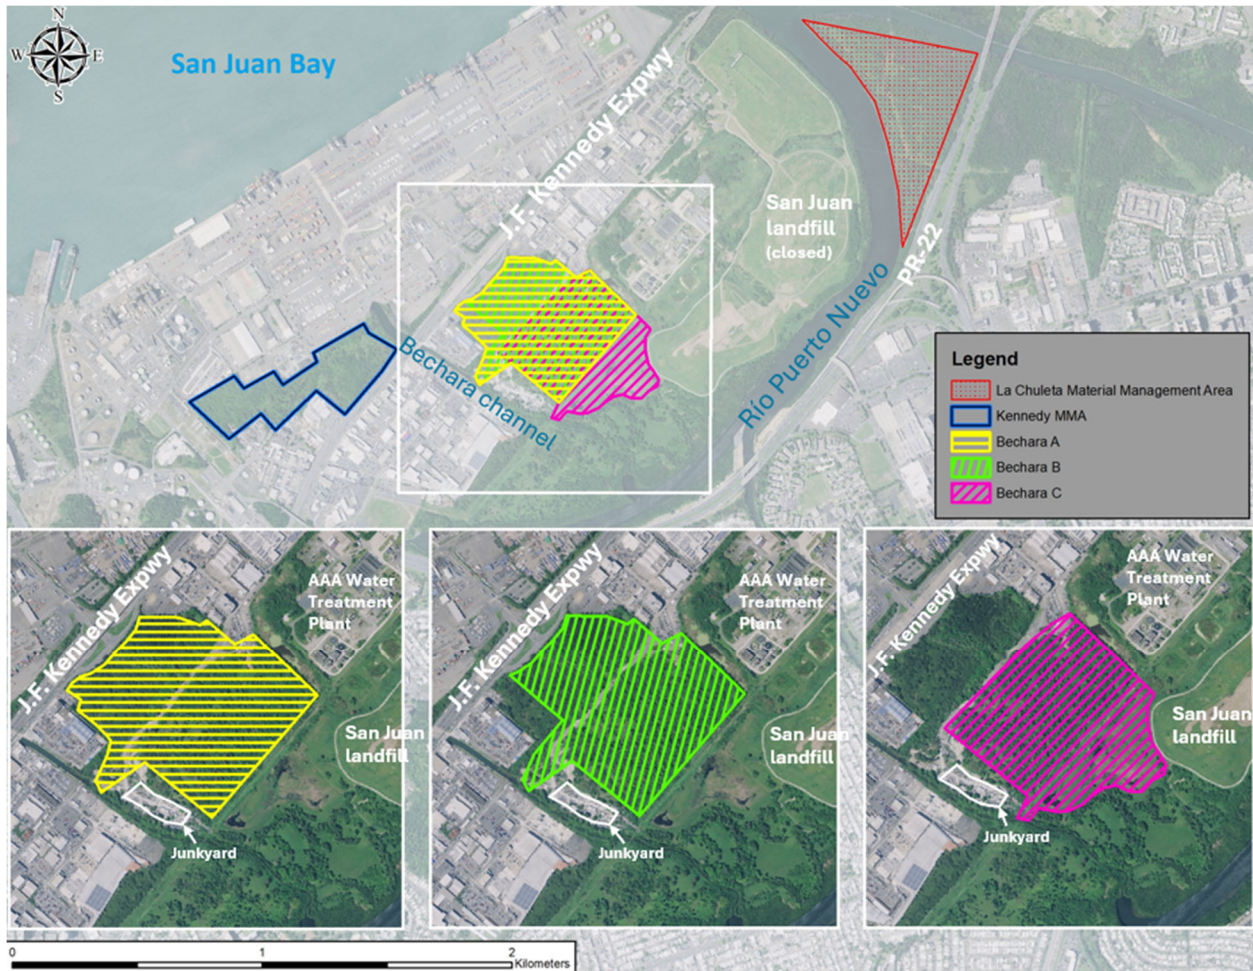 N
W E
S
San Juan Bay
J.F. Kennedy Expwy
San Juan
landfill
(closed)
PR-22
Río Puerto Nuevo
Bechara channel
Legend
La Chuleta Material Management Area
Kennedy MMA
Bechara A
Bechara B
Bechara C
J.F. Kennedy Expwy
AAA Water
Treatment
Plant
San Juan
landfill
Junkyard
J.F. Kennedy Expwy
AAA Water
Treatment
Plant
San Juan
landfill
Junkyard
J.F. Kennedy Expwy
AAA Water
Treatment
Plant
San Juan
landfill
Junkyard
0 1 2
Kilometers